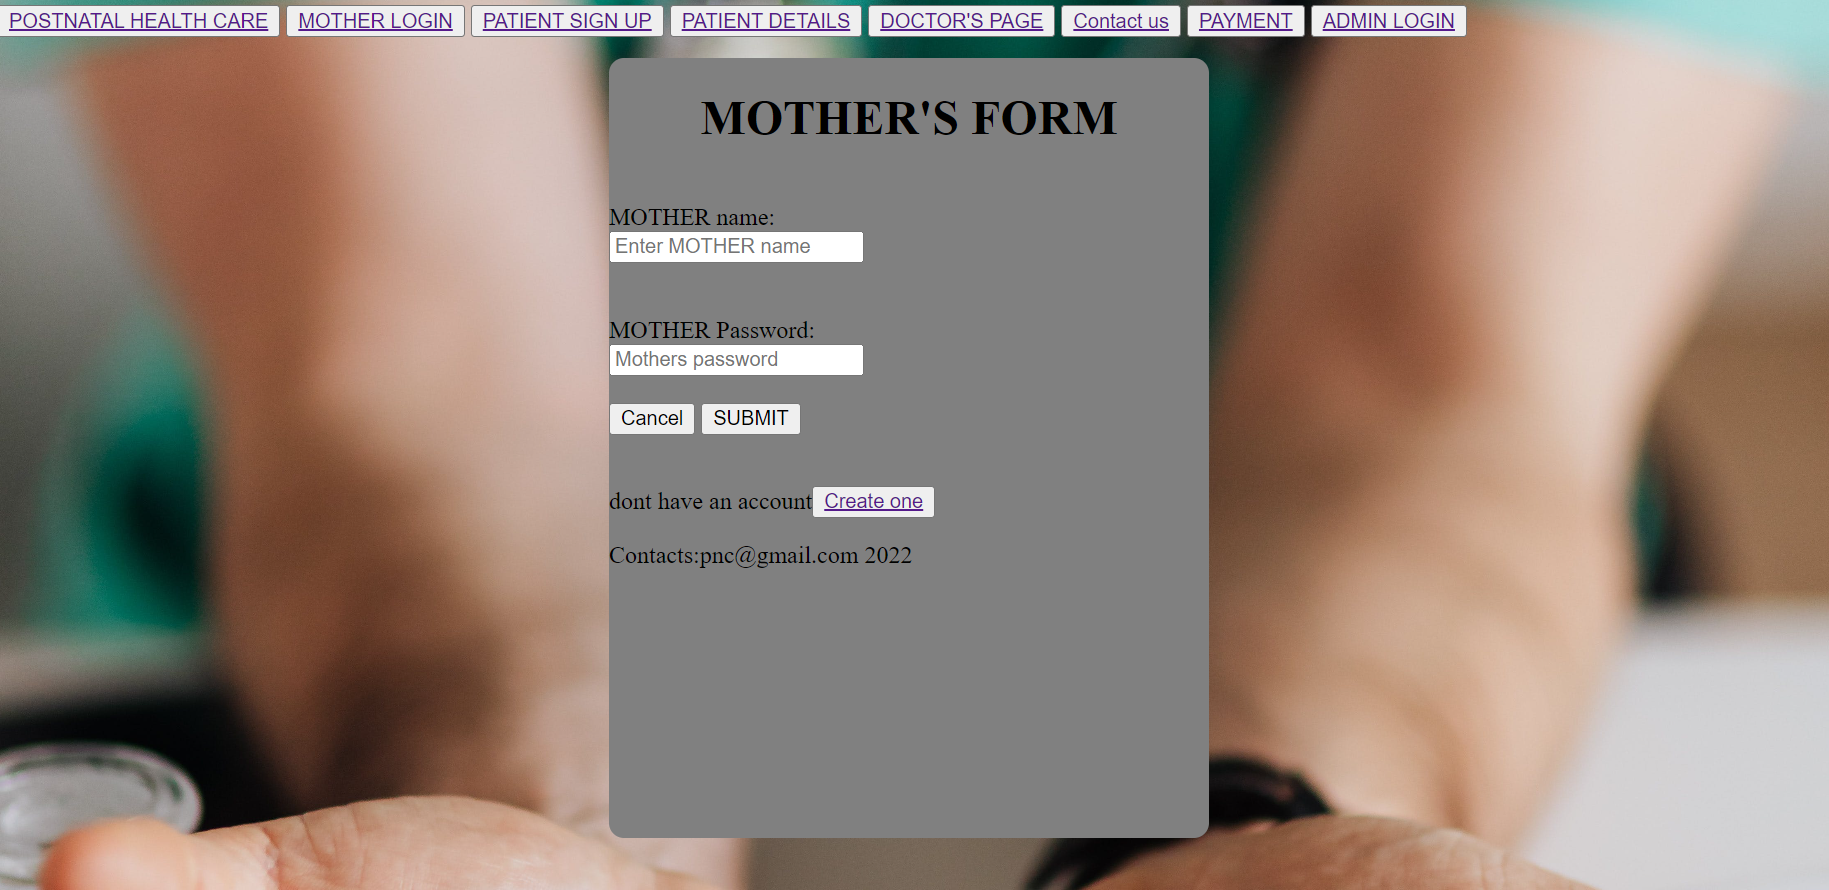 POSTNATAL HEALTH CARE MOTHER LOGIN PATIENT SIGN UP PATIENT DETAILS DOCTOR'S PAGE Contact us PAYMENT ADMIN LOGIN
MOTHER'S FORM
MOTHER name:
Enter MOTHER name
MOTHER Password:
Mothers password
Cancel SUBMIT
dont have an account Create one
Contacts:pnc@gmail.com 2022